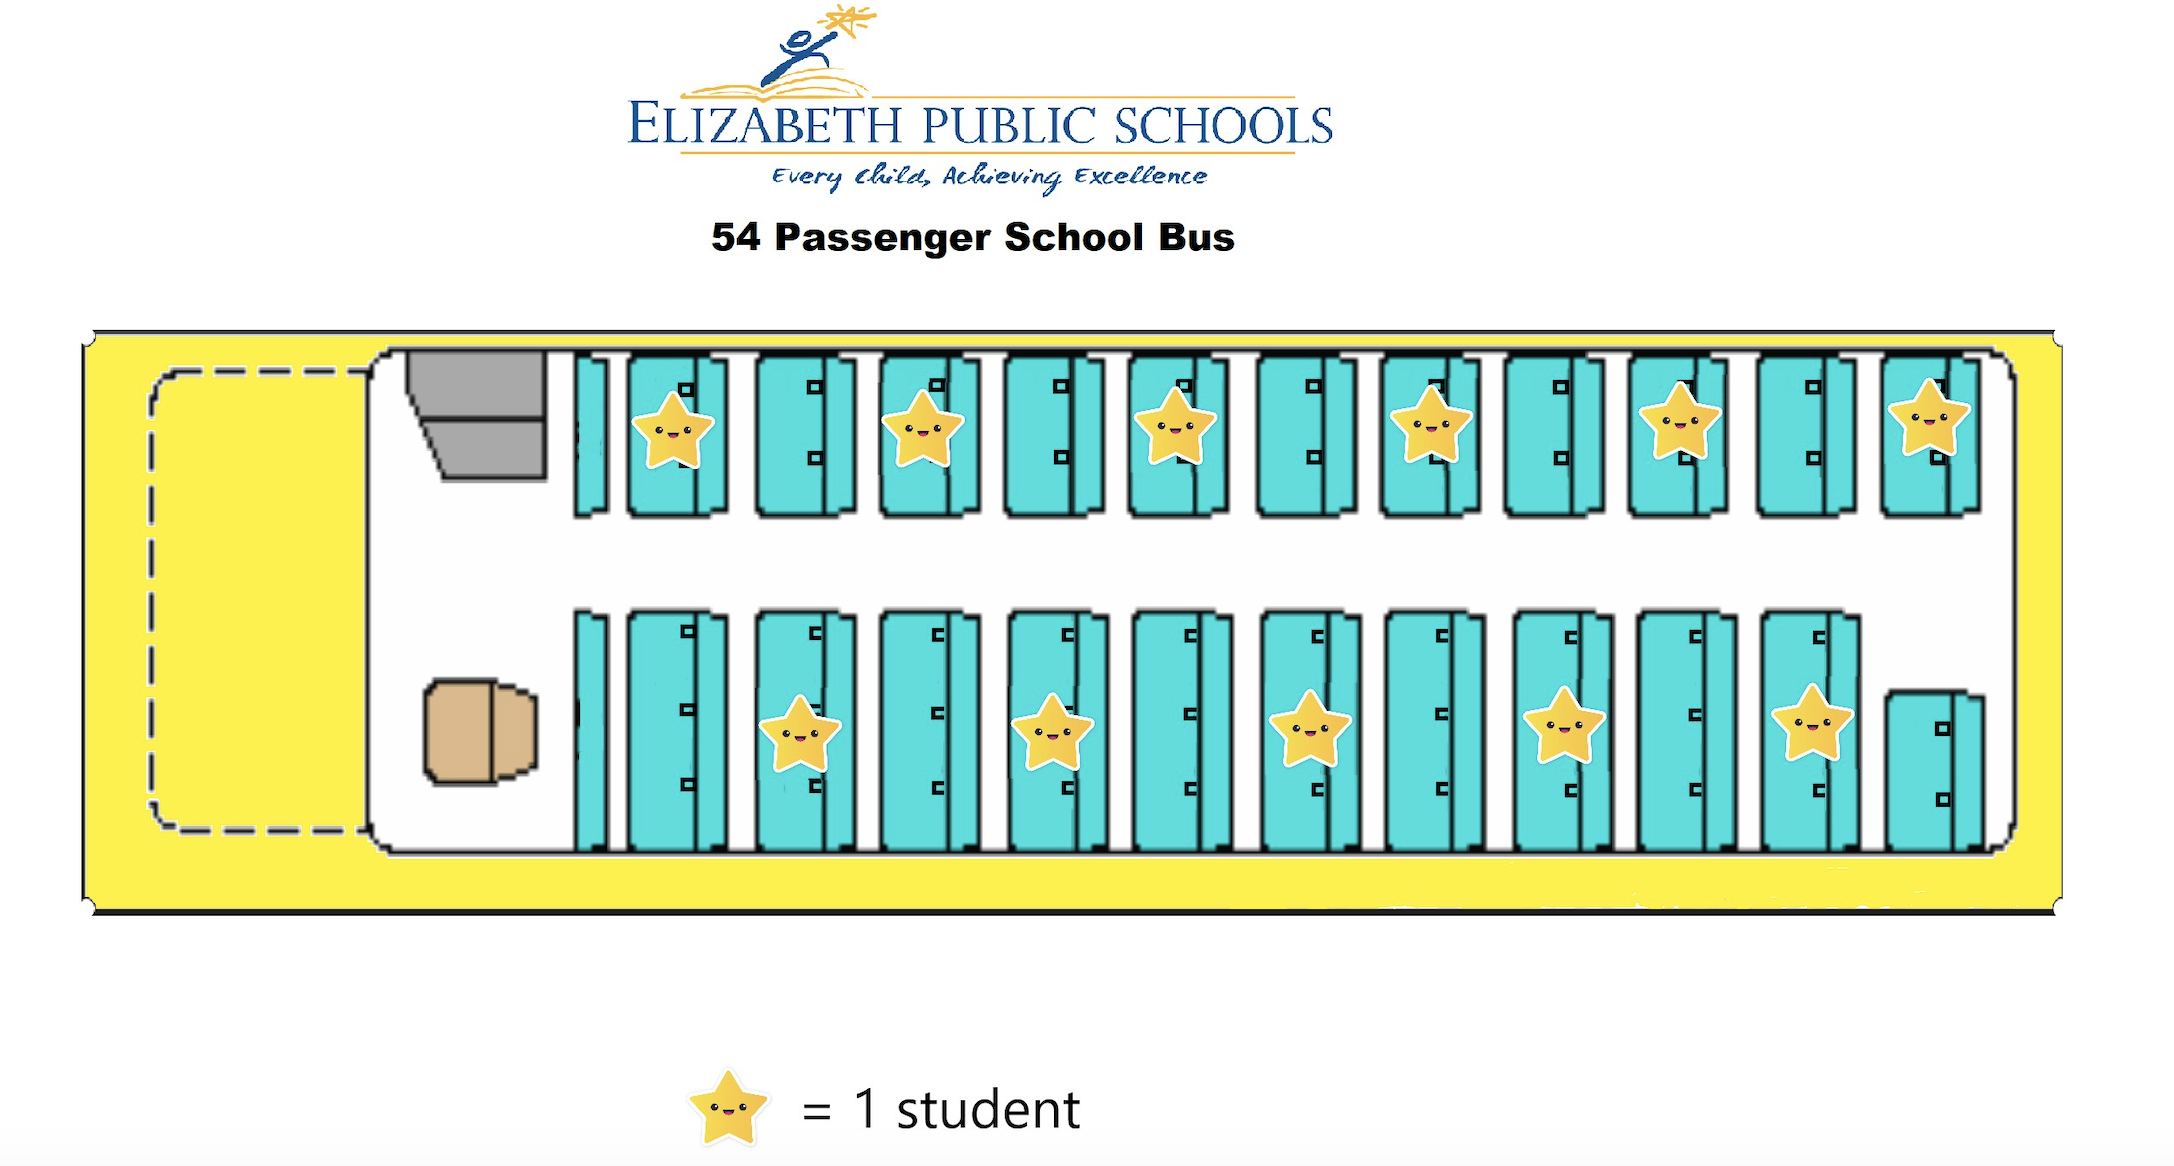 ELIZABETH PUBLIC SCHOOLS
Every Child, Achieving Excellence
54 Passenger School Bus
= 1 student